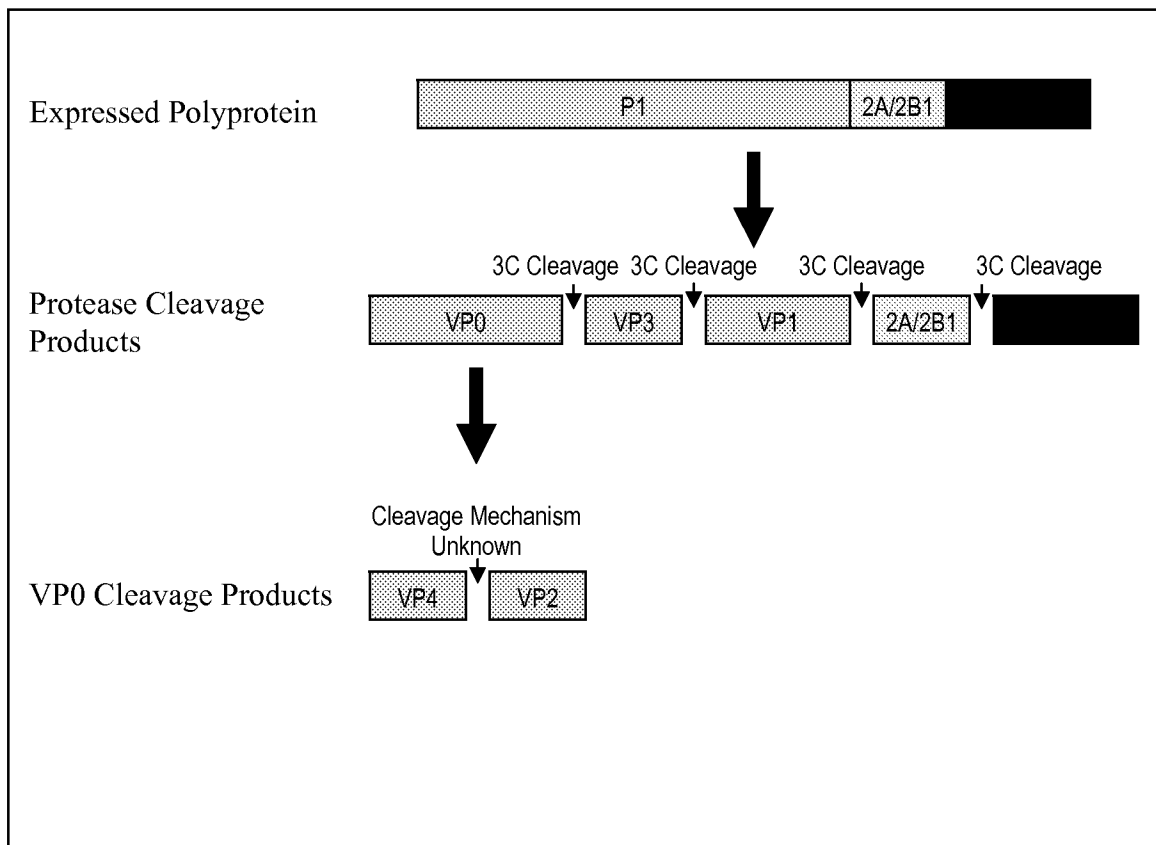 Expressed Polyprotein
P1
2A/2B1
3C Cleavage
3C Cleavage
3C Cleavage
3C Cleavage
Protease Cleavage
Products
VP0
VP3
VP1
2A/2B1
Cleavage Mechanism
Unknown
VP0 Cleavage Products
VP4
VP2